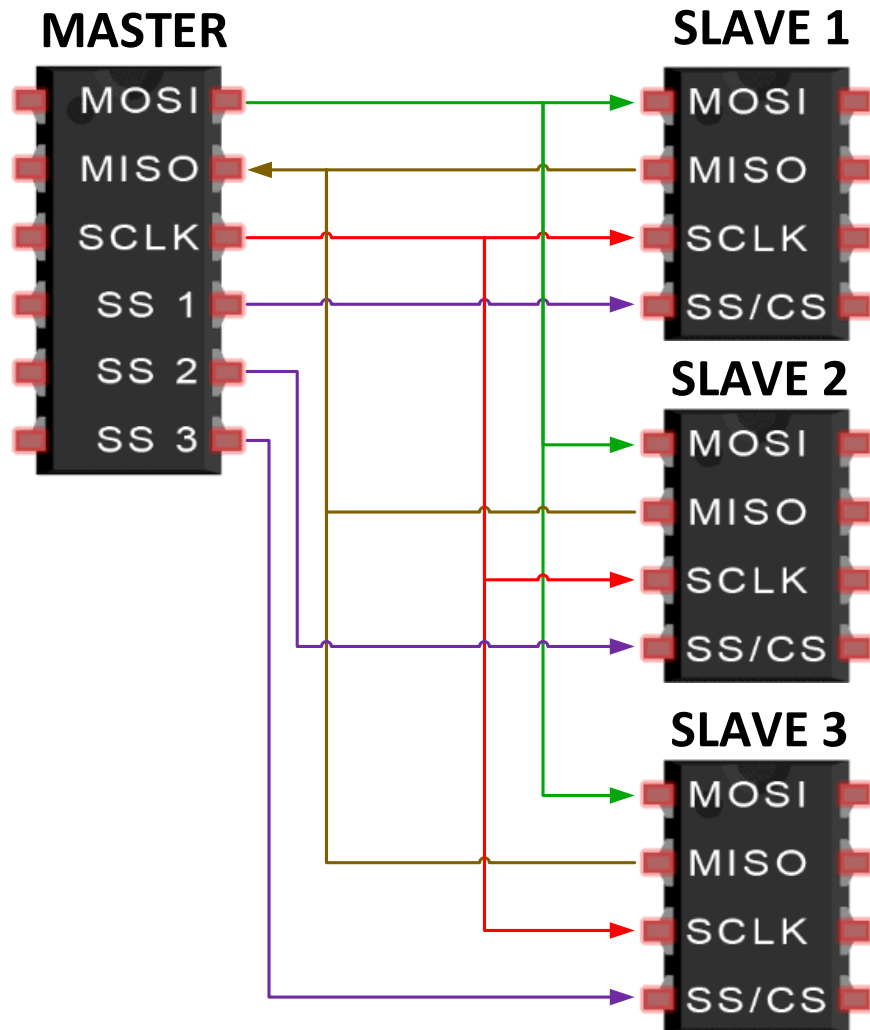 MASTER
MOSI
MISO
SCLK
SS 1
SS 2
SS 3
SLAVE 1
MOSI
MISO
SCLK
SS/CS
SLAVE 2
MOSI
MISO
SCLK
SS/CS
SLAVE 3
MOSI
MISO
SCLK
SS/CS